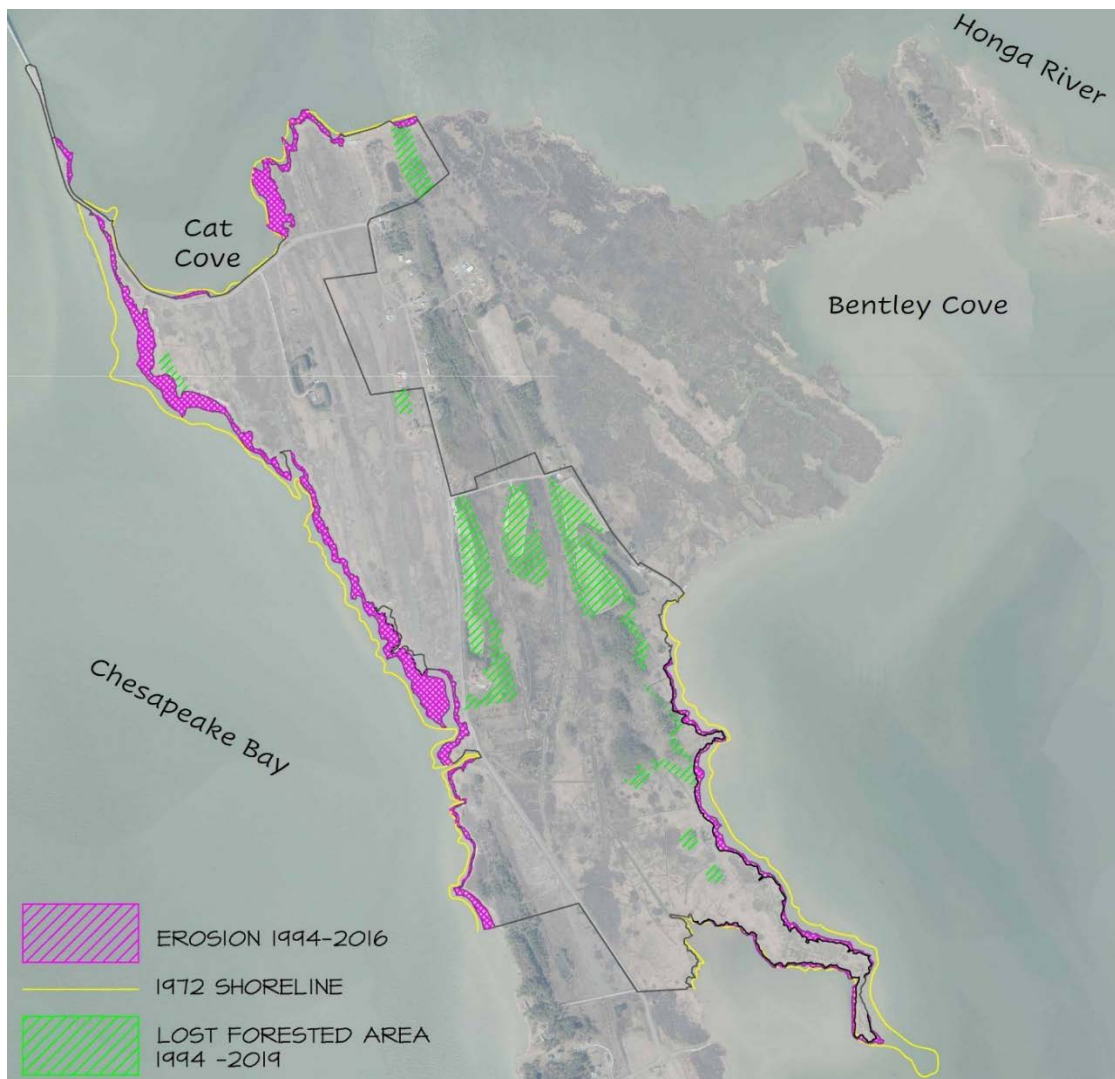 Honga River
Cat
Cove
Bentley Cove
Chesapeake Bay
EROSION 1994-2016
1972 SHORELINE
LOST FORESTED AREA
1994 -2019